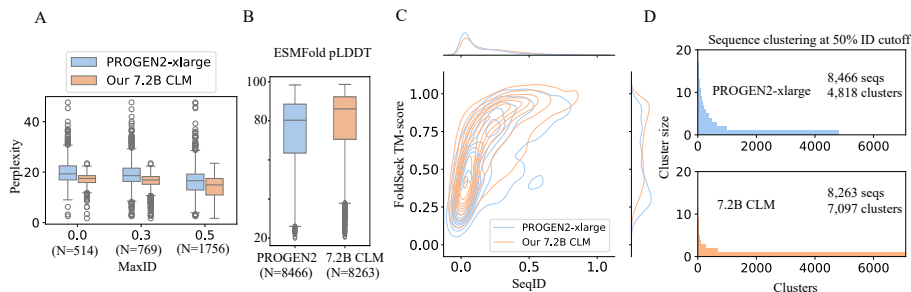 A
PROGEN2-xlarge
Our 7.2B CLM
Perplexity
40
20
0
0.0
0.3
0.5
(N=514)
(N=769)
(N=1756)
MaxID
B
ESMFold pLDDT
100
80
20
PROGEN2
7.2B CLM
(N=8466)
(N=8263)
C
FoldSeek TM-score
1.00
0.75
0.50
0.25
0.00
PROGEN2-xlarge
Our 7.2B CLM
0.0
0.5
1.0
SeqID
D
Sequence clustering at 50% ID cutoff
Cluster size
20
10
0
PROGEN2-xlarge
8,466 seqs
4,818 clusters
0
2000
4000
6000
20
10
0
7.2B CLM
8,263 seqs
7,097 clusters
0
2000
4000
6000
Clusters